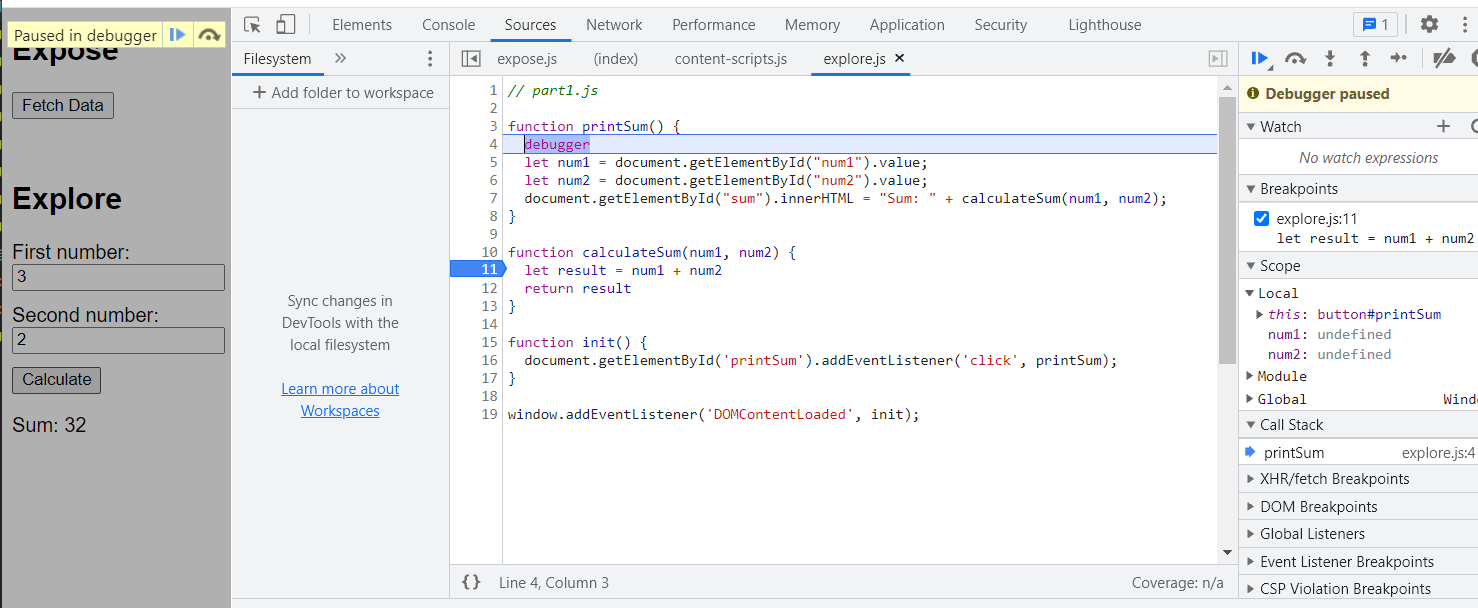 Paused in debugger
Expose
Fetch Data
Explore
First number:
3
Second number:
2
Calculate
Sum: 32
Elements Console Sources Network Performance Memory Application Security Lighthouse 1
Filesystem
Add folder to workspace
Sync changes in
DevTools with the
local filesystem
Learn more about
Workspaces
expose.js (index) content-scripts.js explore.js
1 // part1.js
2
3 function printSum() {
4 debugger
5 let num1 = document.getElementById("num1").value;
6 let num2 = document.getElementById("num2").value;
7 document.getElementById("sum").innerHTML = "Sum: " + calculateSum(num1, num2);
8 }
9
10 function calculateSum(num1, num2) {
11 let result = num1 + num2
12 return result
13 }
14
15 function init() {
16 document.getElementById('printSum').addEventListener('click', printSum);
17 }
18
19 window.addEventListener('DOMContentLoaded', init);
{} Line 4, Column 3 Coverage: n/a
Debugger paused
Watch
No watch expressions
Breakpoints
explore.js:11
let result = num1 + num2
Scope
Local
this: button#printSum
num1: undefined
num2: undefined
Module
Global Wind
Call Stack
printSum explore.js:4
XHR/fetch Breakpoints
DOM Breakpoints
Global Listeners
Event Listener Breakpoints
CSP Violation Breakpoints